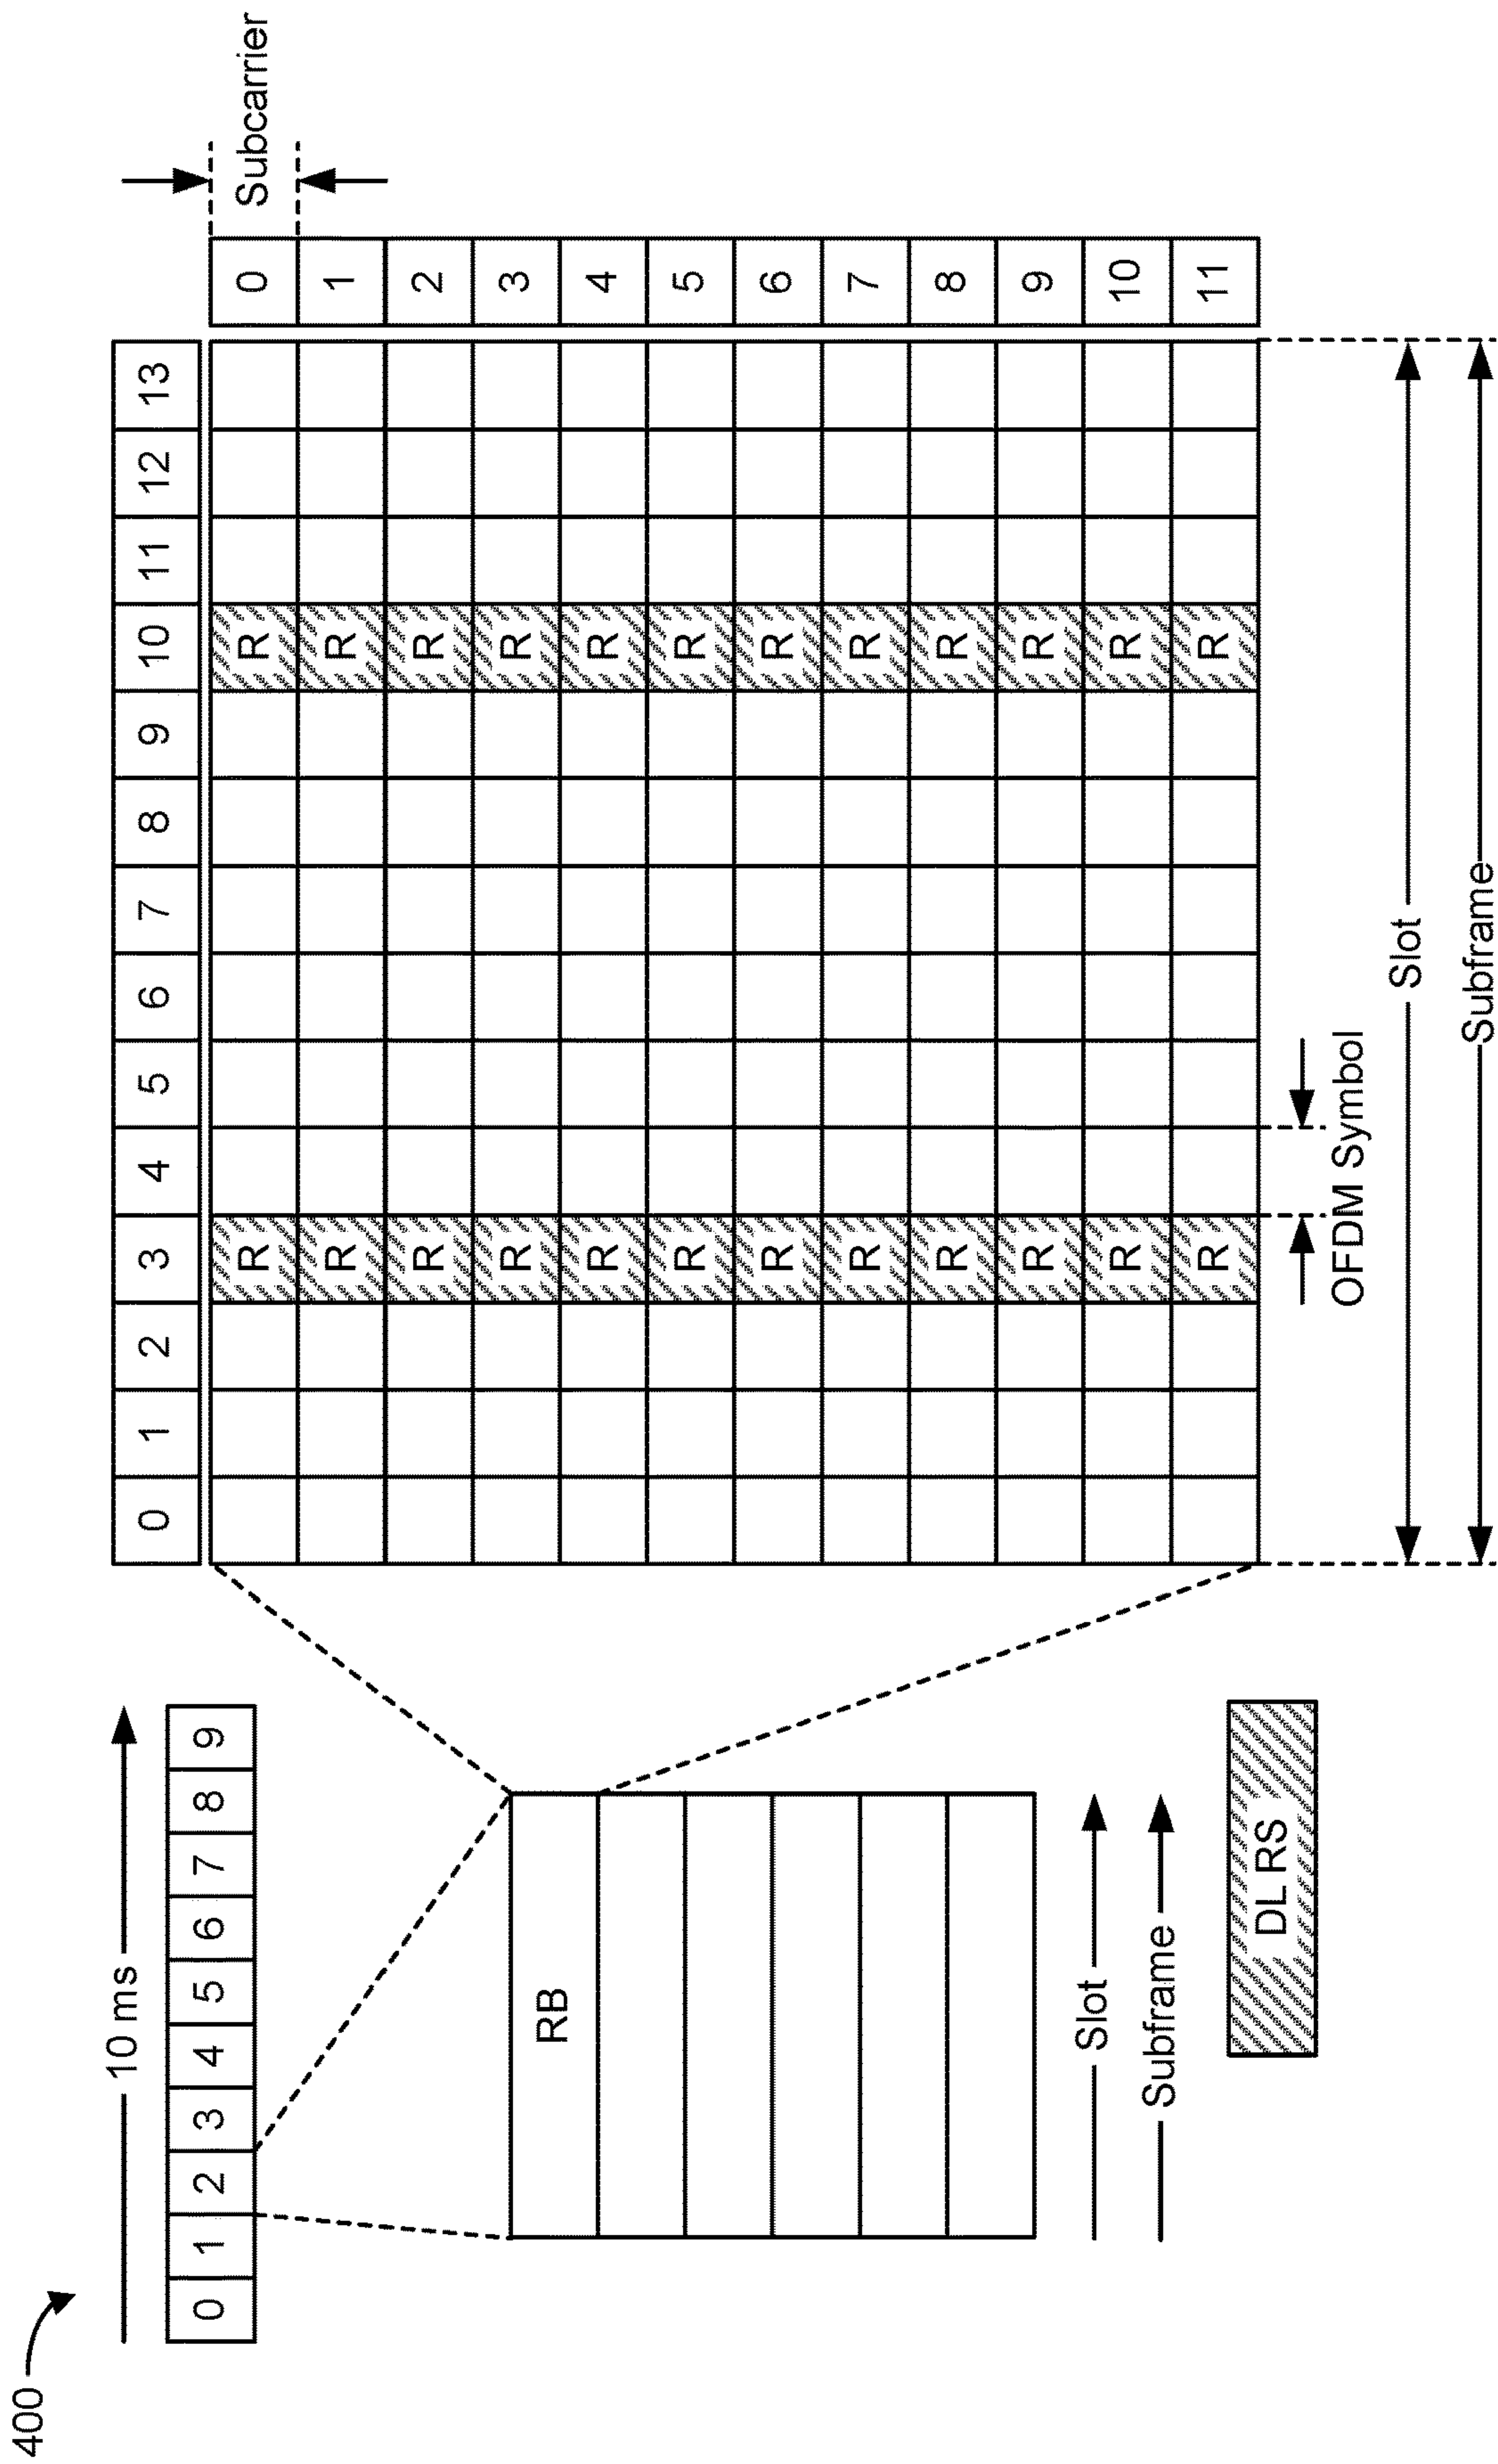 400
10 ms
0 1 2 3 4 5 6 7 8 9
RB
Slot
Subframe
DL RS
0 1 2 3 4 5 6 7 8 9 10 11 12 13
Subcarrier
R R 0
R R 1
R R 2
R R 3
R R 4
R R 5
R R 6
R R 7
R R 8
R R 9
R R 10
R R 11
OFDM Symbol
Slot
Subframe